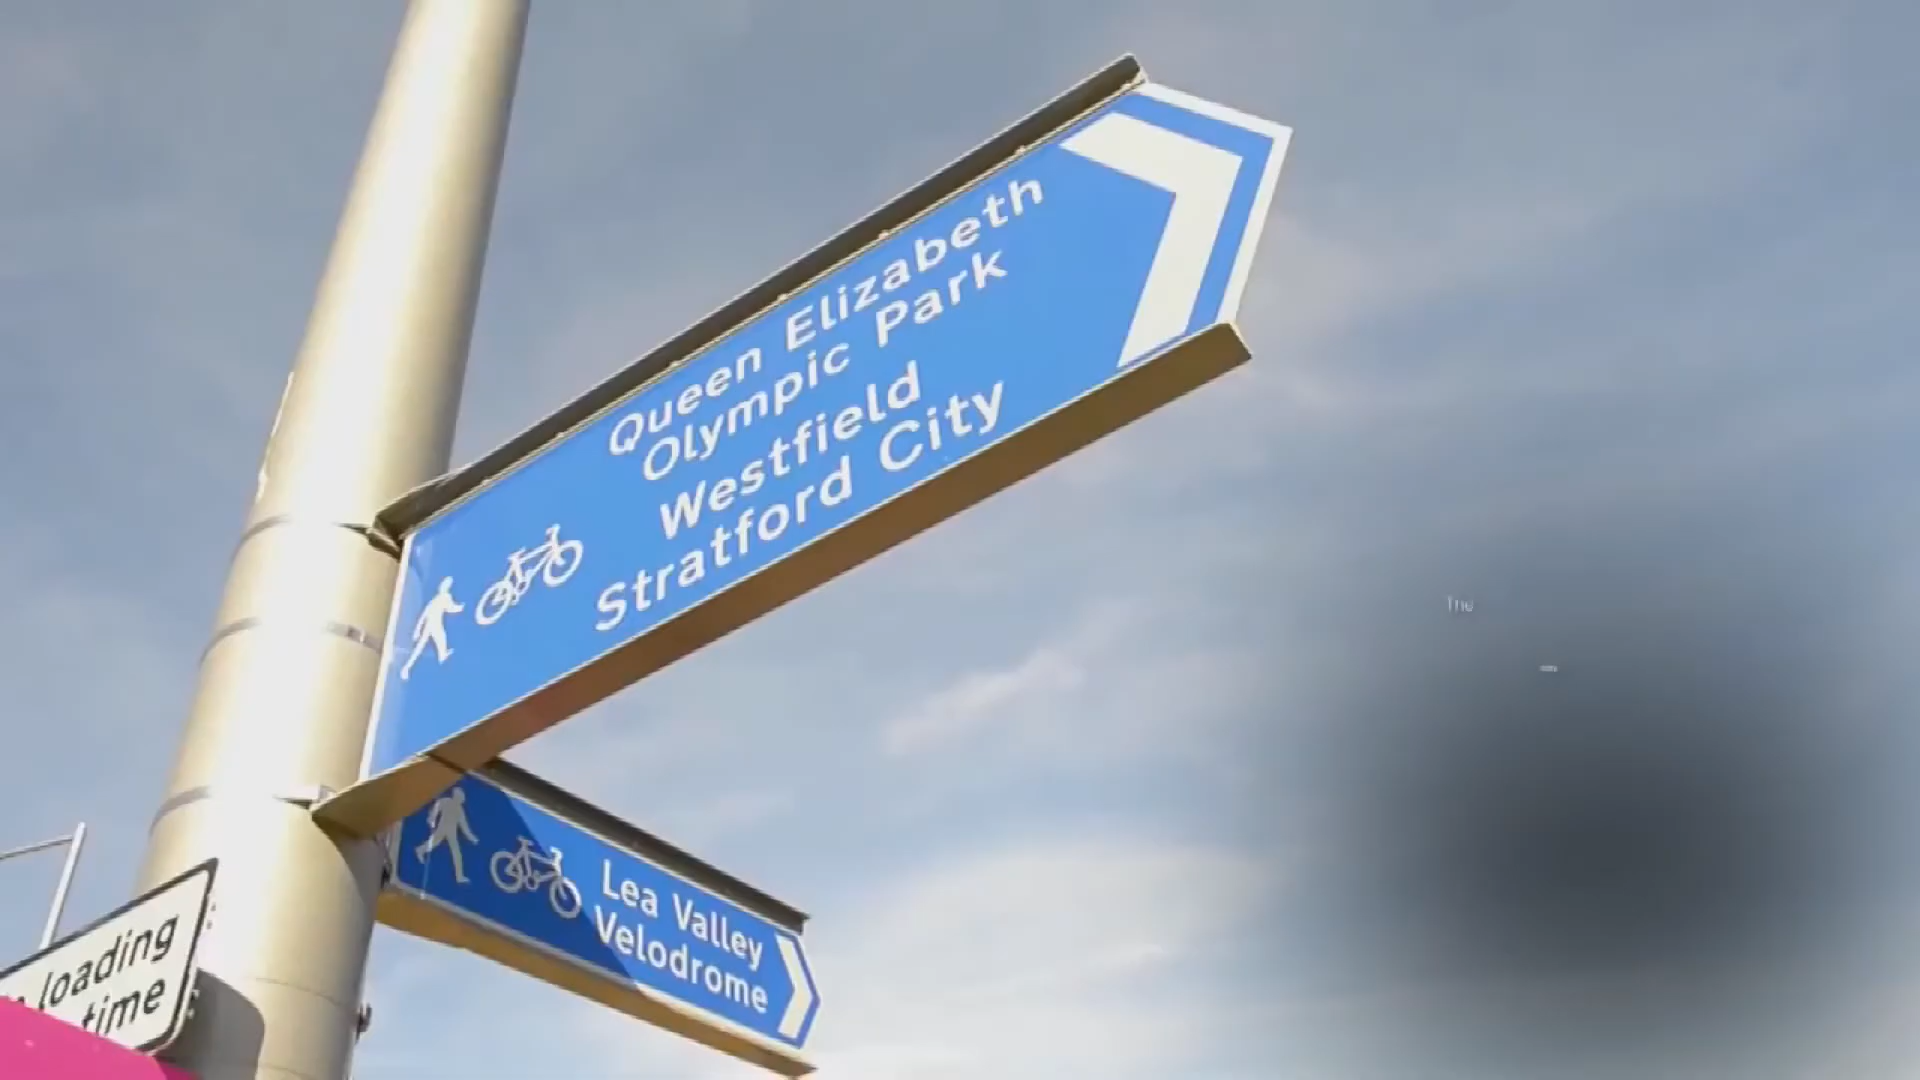 Queen Elizabeth
Olympic Park
Westfield
Stratford City
Lea Valley
Velodrome
loading
time